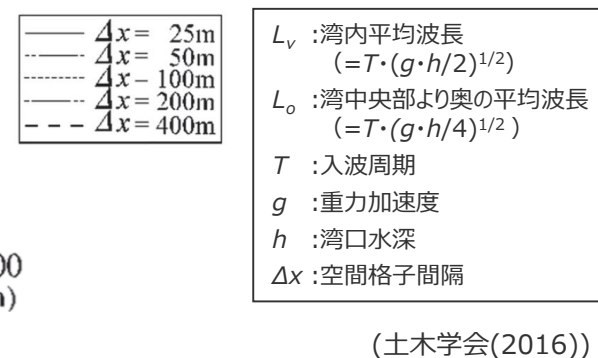 Δx = 25m
Δx = 50m
Δx – 100m
Δx = 200m
Δx = 400m
Lv :湾内平均波長
(=T・(g・h/2)1/2)
Lo :湾中央部より奥の平均波長
(=T・(g・h/4)1/2 )
T :入波周期
g :重力加速度
h :湾口水深
Δx :空間格子間隔
(土木学会(2016))